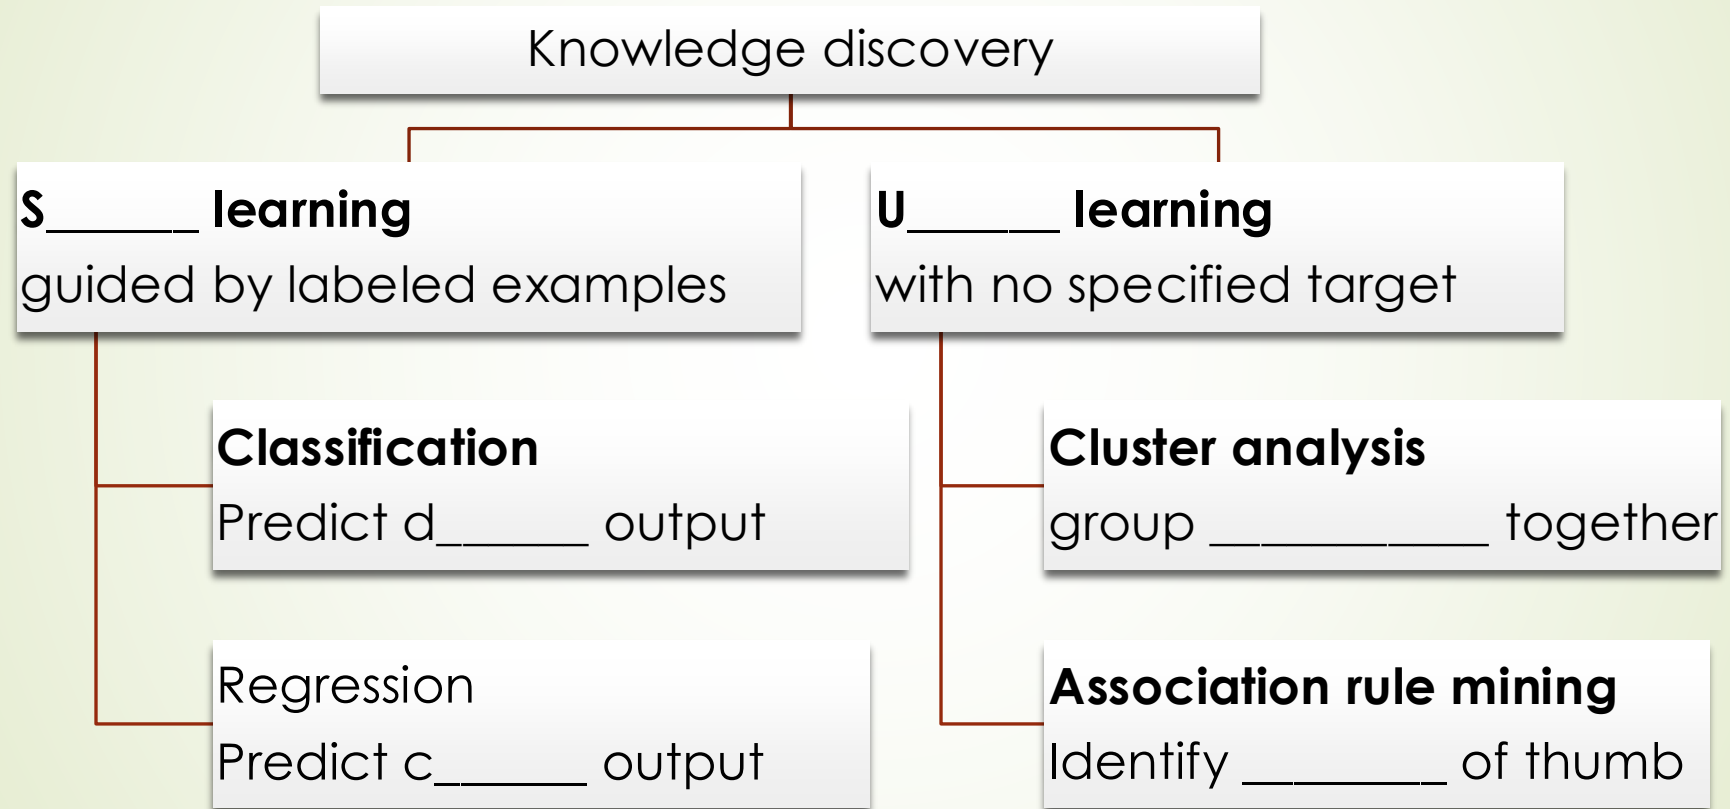 Knowledge discovery
S______ learning
guided by labeled examples
U______ learning
with no specified target
Classification
Predict d______ output
Cluster analysis
group ___________ together
Regression
Predict c______ output
Association rule mining
Identify ________ of thumb